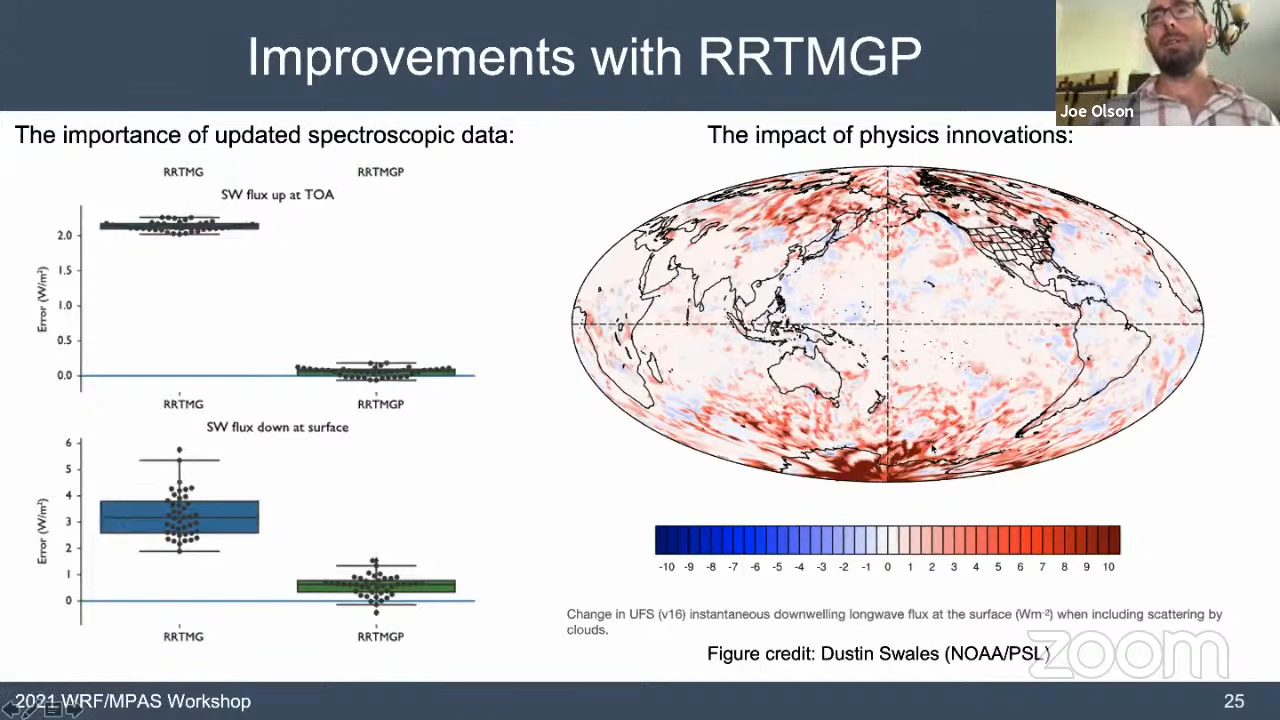 Improvements with RRTMGP
Joe Olson
The importance of updated spectroscopic data:
The impact of physics innovations:
RRTMG
RRTMGP
SW flux up at TOA
2.0
1.5
1.0
0.5
0.0
Error (W/m²)
RRTMG
RRTMGP
SW flux down at surface
6
5
4
3
2
1
0
Error (W/m²)
RRTMG
RRTMGP
-10 -9 -8 -7 -6 -5 -4 -3 -2 -1 0 1 2 3 4 5 6 7 8 9 10
Change in UFS (v16) instantaneous downwelling longwave flux at the surface (Wm⁻²) when including scattering by
clouds.
Figure credit: Dustin Swales (NOAA/PSL)
zoom
2021 WRF/MPAS Workshop
25